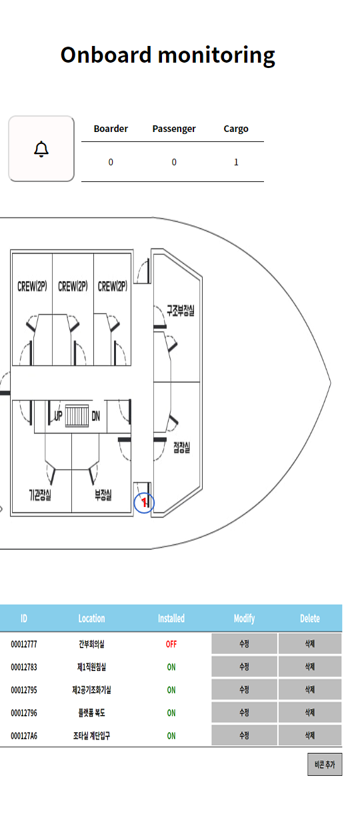 Onboard monitoring
Boarder Passenger Cargo
0 0 1
CREW(2P) CREW(2P) CREW(2P)
구조부장실
UP DN
점장실
기관장실 부장실
1
ID Location Installed Modify Delete
00012777 간부회의실 OFF 수정 삭제
00012783 제1직원침실 ON 수정 삭제
00012795 제2공기조화기실 ON 수정 삭제
00012796 플랫폼 복도 ON 수정 삭제
000127A6 조타실 계단입구 ON 수정 삭제
비콘 추가